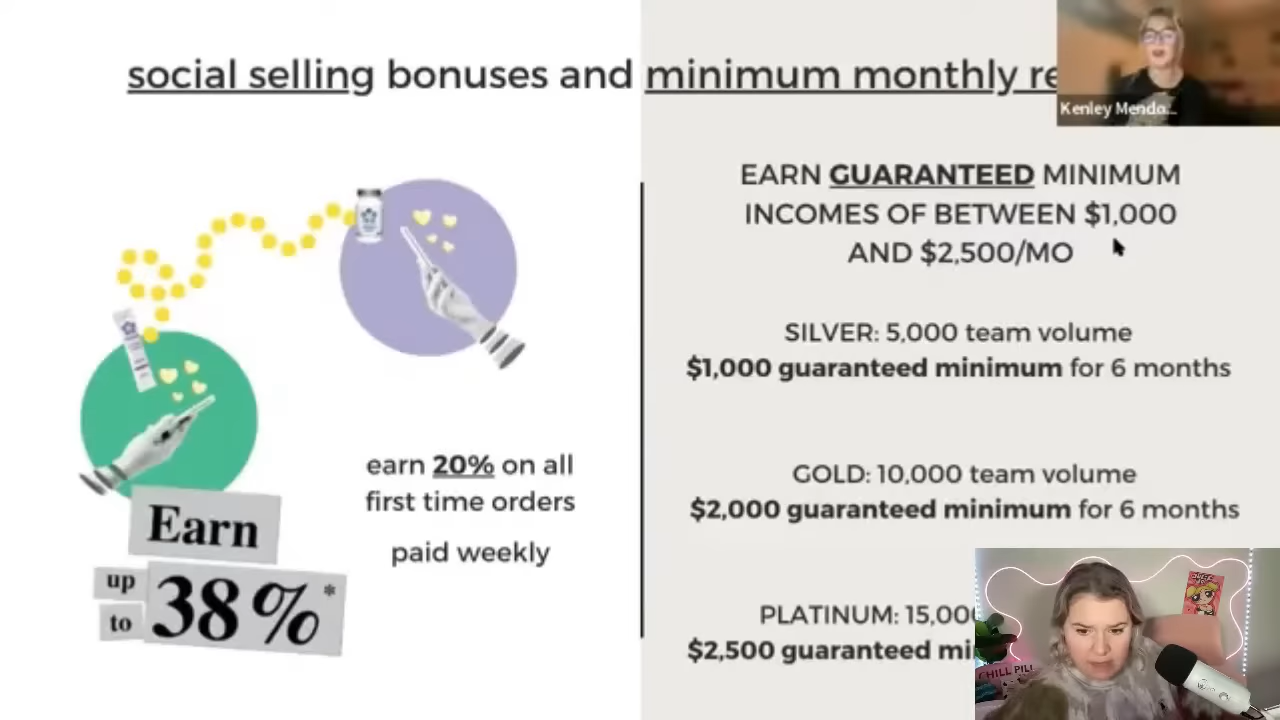 social selling bonuses and minimum monthly re
Kenley Mendo...
EARN GUARANTEED MINIMUM
INCOMES OF BETWEEN $1,000
AND $2,500/MO
SILVER: 5,000 team volume
$1,000 guaranteed minimum for 6 months
GOLD: 10,000 team volume
$2,000 guaranteed minimum for 6 months
PLATINUM: 15,00
$2,500 guaranteed mi
earn 20% on all
first time orders
paid weekly
Earn
up
to
38%*
CHILL PILL